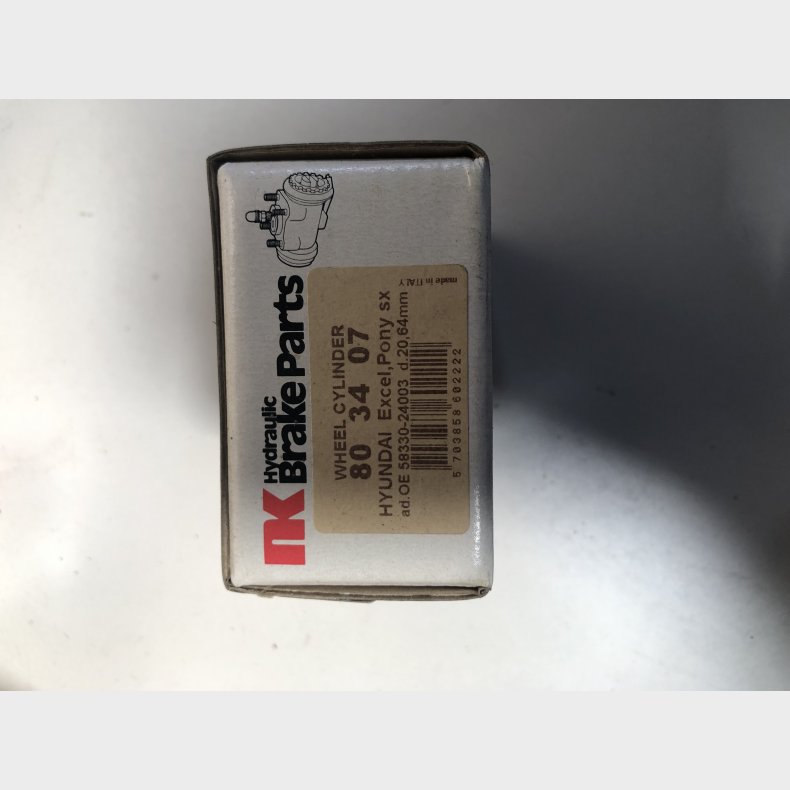 NK
Hydraulic
Brake Parts
WHEEL CYLINDER
80 34 07
HYUNDAI Excel,Pony sx
ad.OE 58330-24003 d.20,64mm
5 703858 602222
made in ITALY